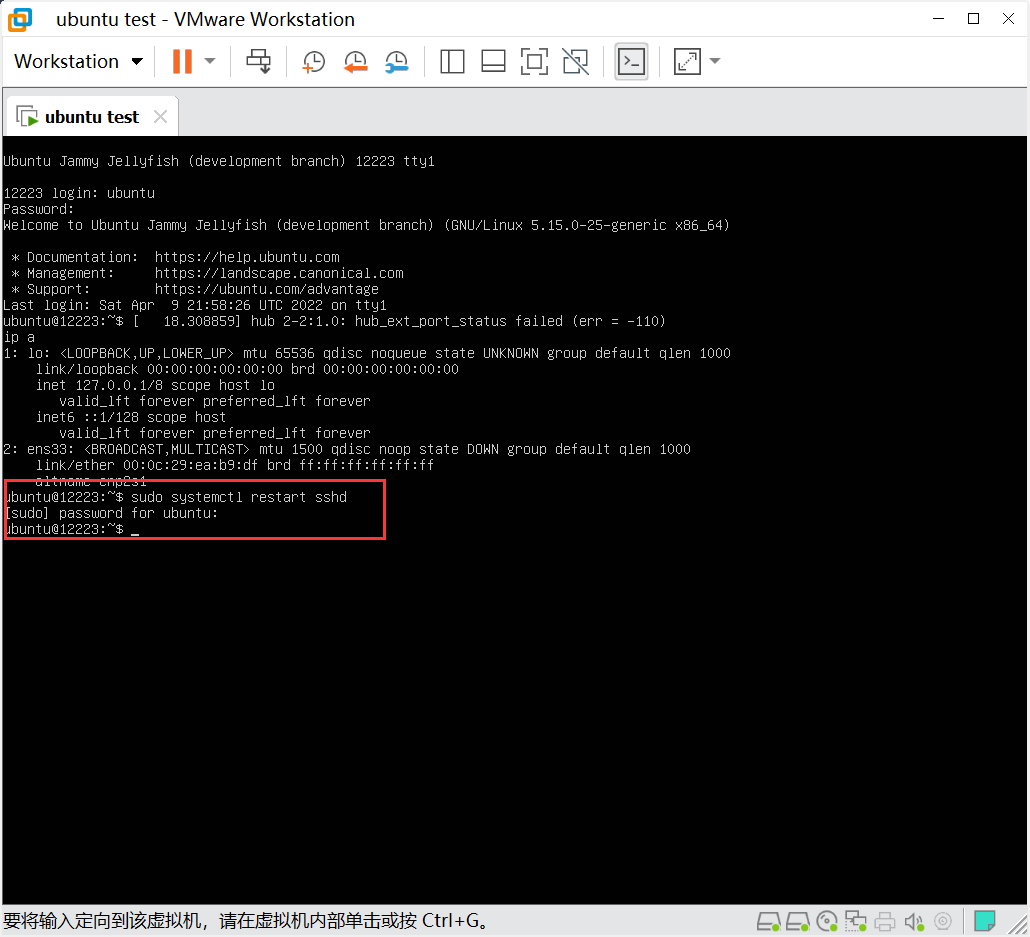 ubuntu test - VMware Workstation
Workstation
ubuntu test
Ubuntu Jammy Jellyfish (development branch) 12223 tty1
12223 login: ubuntu
Password:
Welcome to Ubuntu Jammy Jellyfish (development branch) (GNU/Linux 5.15.0-25-generic x86_64)
* Documentation:  https://help.ubuntu.com
* Management:     https://landscape.canonical.com
* Support:        https://ubuntu.com/advantage
Last login: Sat Apr  9 21:58:26 UTC 2022 on tty1
ubuntu@12223:~$ [   18.308859] hub 2-2:1.0: hub_ext_port_status failed (err = -110)
ip a
1: lo: <LOOPBACK,UP,LOWER_UP> mtu 65536 qdisc noqueue state UNKNOWN group default qlen 1000
link/loopback 00:00:00:00:00:00 brd 00:00:00:00:00:00
inet 127.0.0.1/8 scope host lo
valid_lft forever preferred_lft forever
inet6 ::1/128 scope host
valid_lft forever preferred_lft forever
2: ens33: <BROADCAST,MULTICAST> mtu 1500 qdisc noop state DOWN group default qlen 1000
link/ether 00:0c:29:ea:b9:df brd ff:ff:ff:ff:ff:ff
altname enp2s1
ubuntu@12223:~$ sudo systemctl restart sshd
[sudo] password for ubuntu:
ubuntu@12223:~$ _
要将输入定向到该虚拟机，请在虚拟机内部单击或按 Ctrl+G。